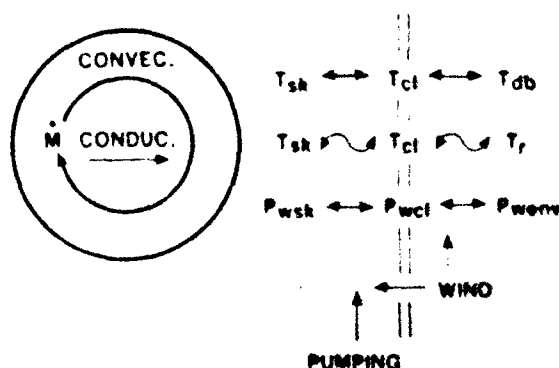 CONVEC.
Ṁ CONDUC.
T_sk T_cl T_db
T_sk T_cl T_r
P_wsk P_wcl P_wenv
WIND
PUMPING